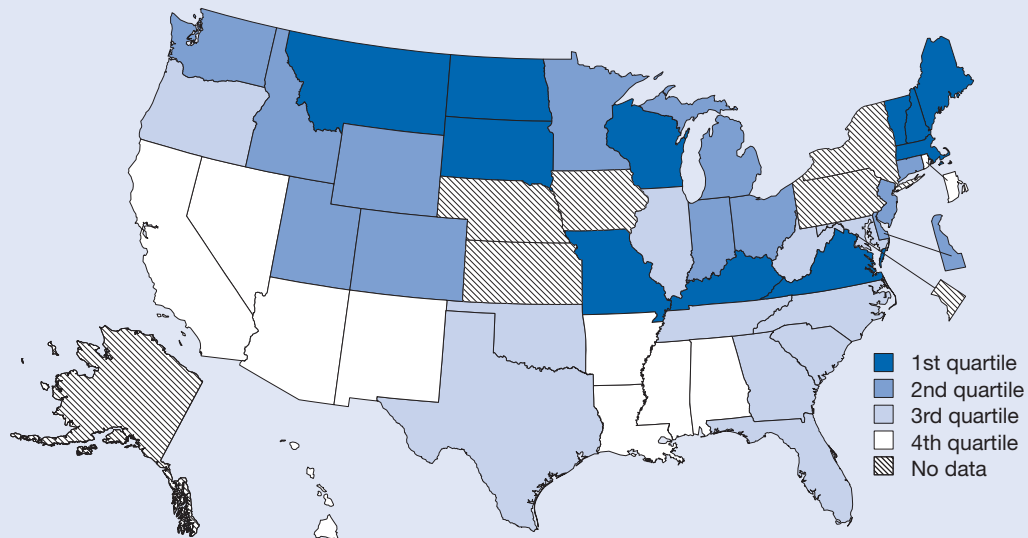 1st quartile
2nd quartile
3rd quartile
4th quartile
No data